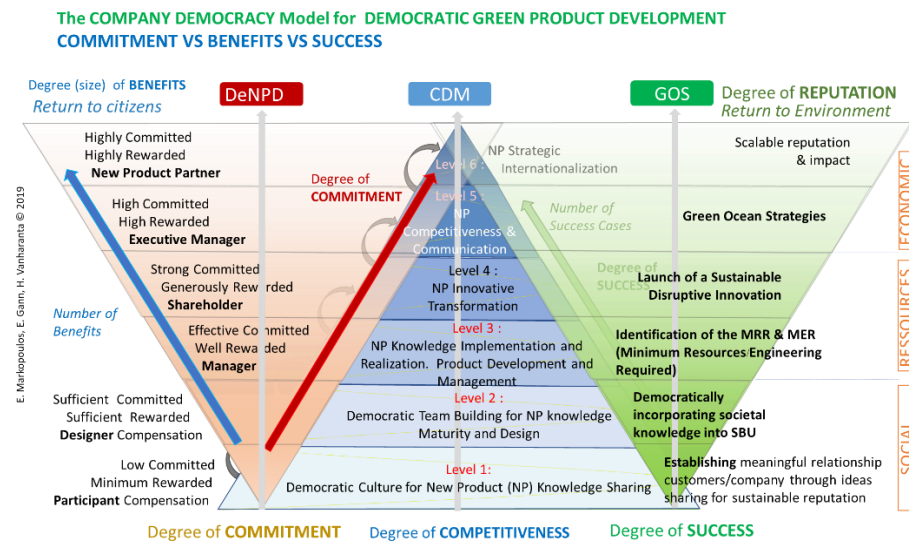 The COMPANY DEMOCRACY Model for DEMOCRATIC GREEN PRODUCT DEVELOPMENT
COMMITMENT VS BENEFITS VS SUCCESS
Degree (size) of BENEFITS
Return to citizens
DeNPD
CDM
GOS
Degree of REPUTATION
Return to Environment
Highly Committed
Highly Rewarded
New Product Partner
High Committed
High Rewarded
Executive Manager
Strong Committed
Generously Rewarded
Shareholder
Number of
Benefits
Effective Committed
Well Rewarded
Manager
Sufficient Committed
Sufficient Rewarded
Designer Compensation
Low Committed
Minimum Rewarded
Participant Compensation
Degree of
COMMITMENT
Level 6 :
NP Strategic
Internationalization
Level 5 :
NP
Competitiveness &
Communication
Level 4 :
NP Innovative
Transformation
Level 3 :
NP Knowledge Implementation and
Realization. Product Development and
Management
Level 2 :
Democratic Team Building for NP knowledge
Maturity and Design
Level 1:
Democratic Culture for New Product (NP) Knowledge Sharing
Number of
Success Cases
Degree of
SUCCESS
Scalable reputation
& impact
Green Ocean Strategies
Launch of a Sustainable
Disruptive Innovation
Identification of the MRR & MER
(Minimum Resources/Engineering
Required)
Democratically
incorporating societal
knowledge into SBU
Establishing meaningful relationship
customers/company through ideas
sharing for sustainable reputation
ECONOMIC
RESSOURCES
SOCIAL
Degree of COMMITMENT
Degree of COMPETITIVENESS
Degree of SUCCESS
E. Markopoulos, E. Gann, H. Vanharanta © 2019